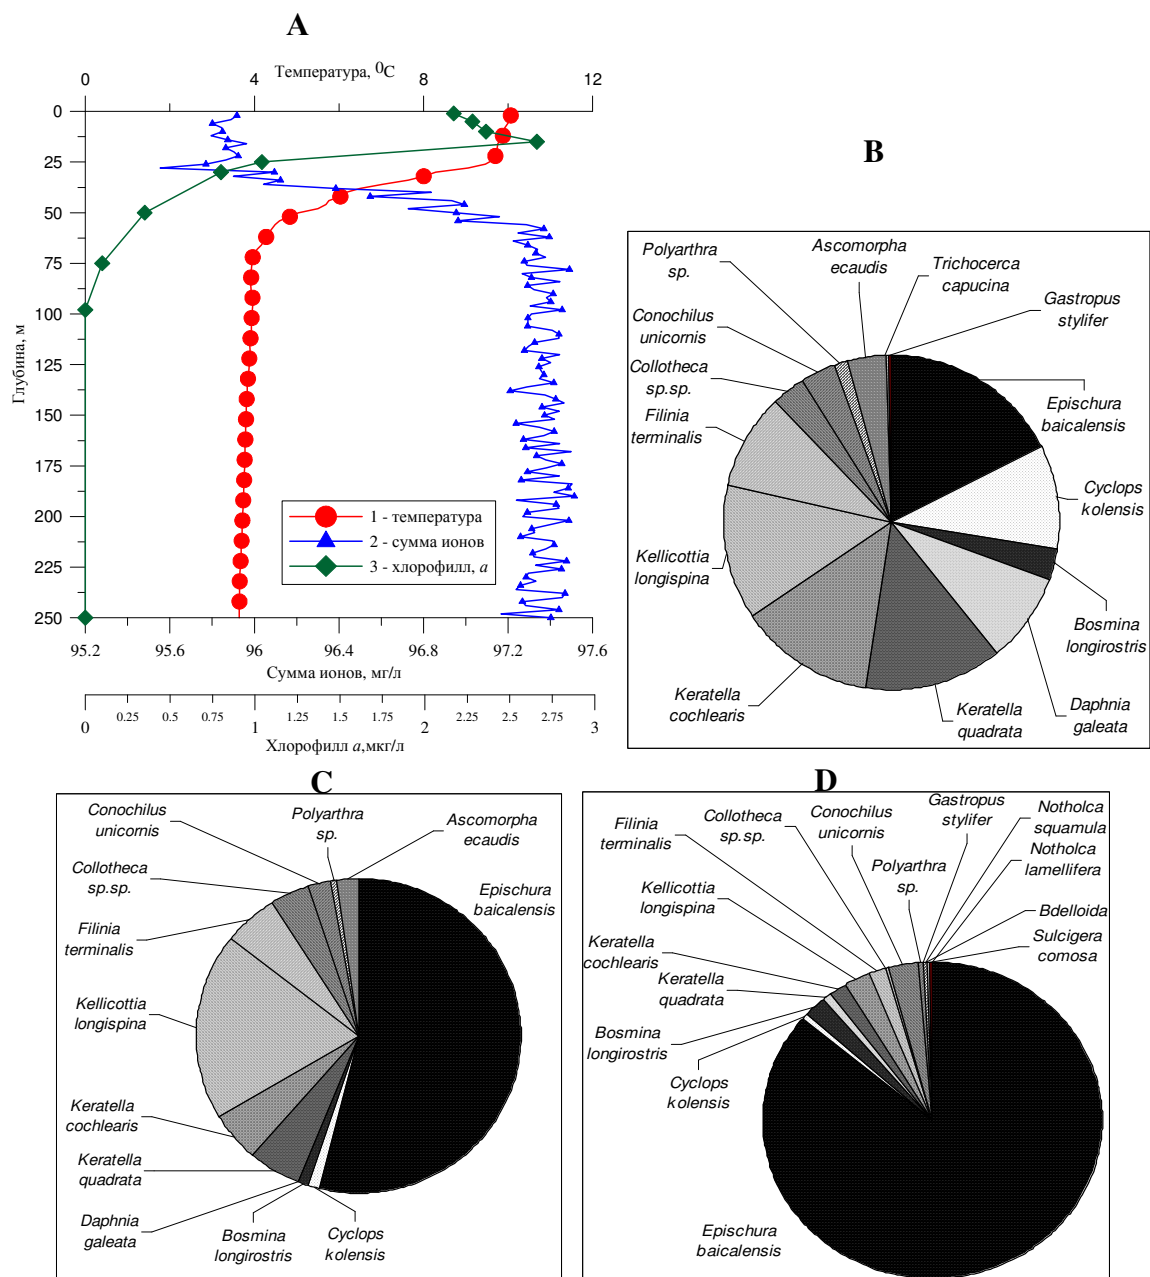 A
0 4 8 12
Температура, ⁰С
0
25
50
75
100
125
150
175
200
225
250
Глубина, м
1 - температура
2 - сумма ионов
3 - хлорофилл, a
95.2 95.6 96 96.4 96.8 97.2 97.6
Сумма ионов, мг/л
0 0.25 0.5 0.75 1 1.25 1.5 1.75 2 2.25 2.5 2.75 3
Хлорофилл a,мкг/л
B
Polyarthra
sp.
Ascomorpha
ecaudis
Trichocerca
capucina
Gastropus
stylifer
Conochilus
unicornis
Collotheca
sp.sp.
Filinia
terminalis
Epischura
baicalensis
Cyclops
kolensis
Kellicottia
longispina
Bosmina
longirostris
Keratella
cochlearis
Keratella
quadrata
Daphnia
galeata
C
Conochilus
unicornis
Polyarthra
sp.
Ascomorpha
ecaudis
Collotheca
sp.sp.
Epischura
baicalensis
Filinia
terminalis
Kellicottia
longispina
Keratella
cochlearis
Keratella
quadrata
Daphnia
galeata
Bosmina
longirostris
Cyclops
kolensis
D
Filinia
terminalis
Collotheca
sp.sp.
Conochilus
unicornis
Gastropus
stylifer
Notholca
squamula
Notholca
lamellifera
Polyarthra
sp.
Kellicottia
longispina
Bdelloida
Sulcigera
comosa
Keratella
cochlearis
Keratella
quadrata
Bosmina
longirostris
Cyclops
kolensis
Epischura
baicalensis